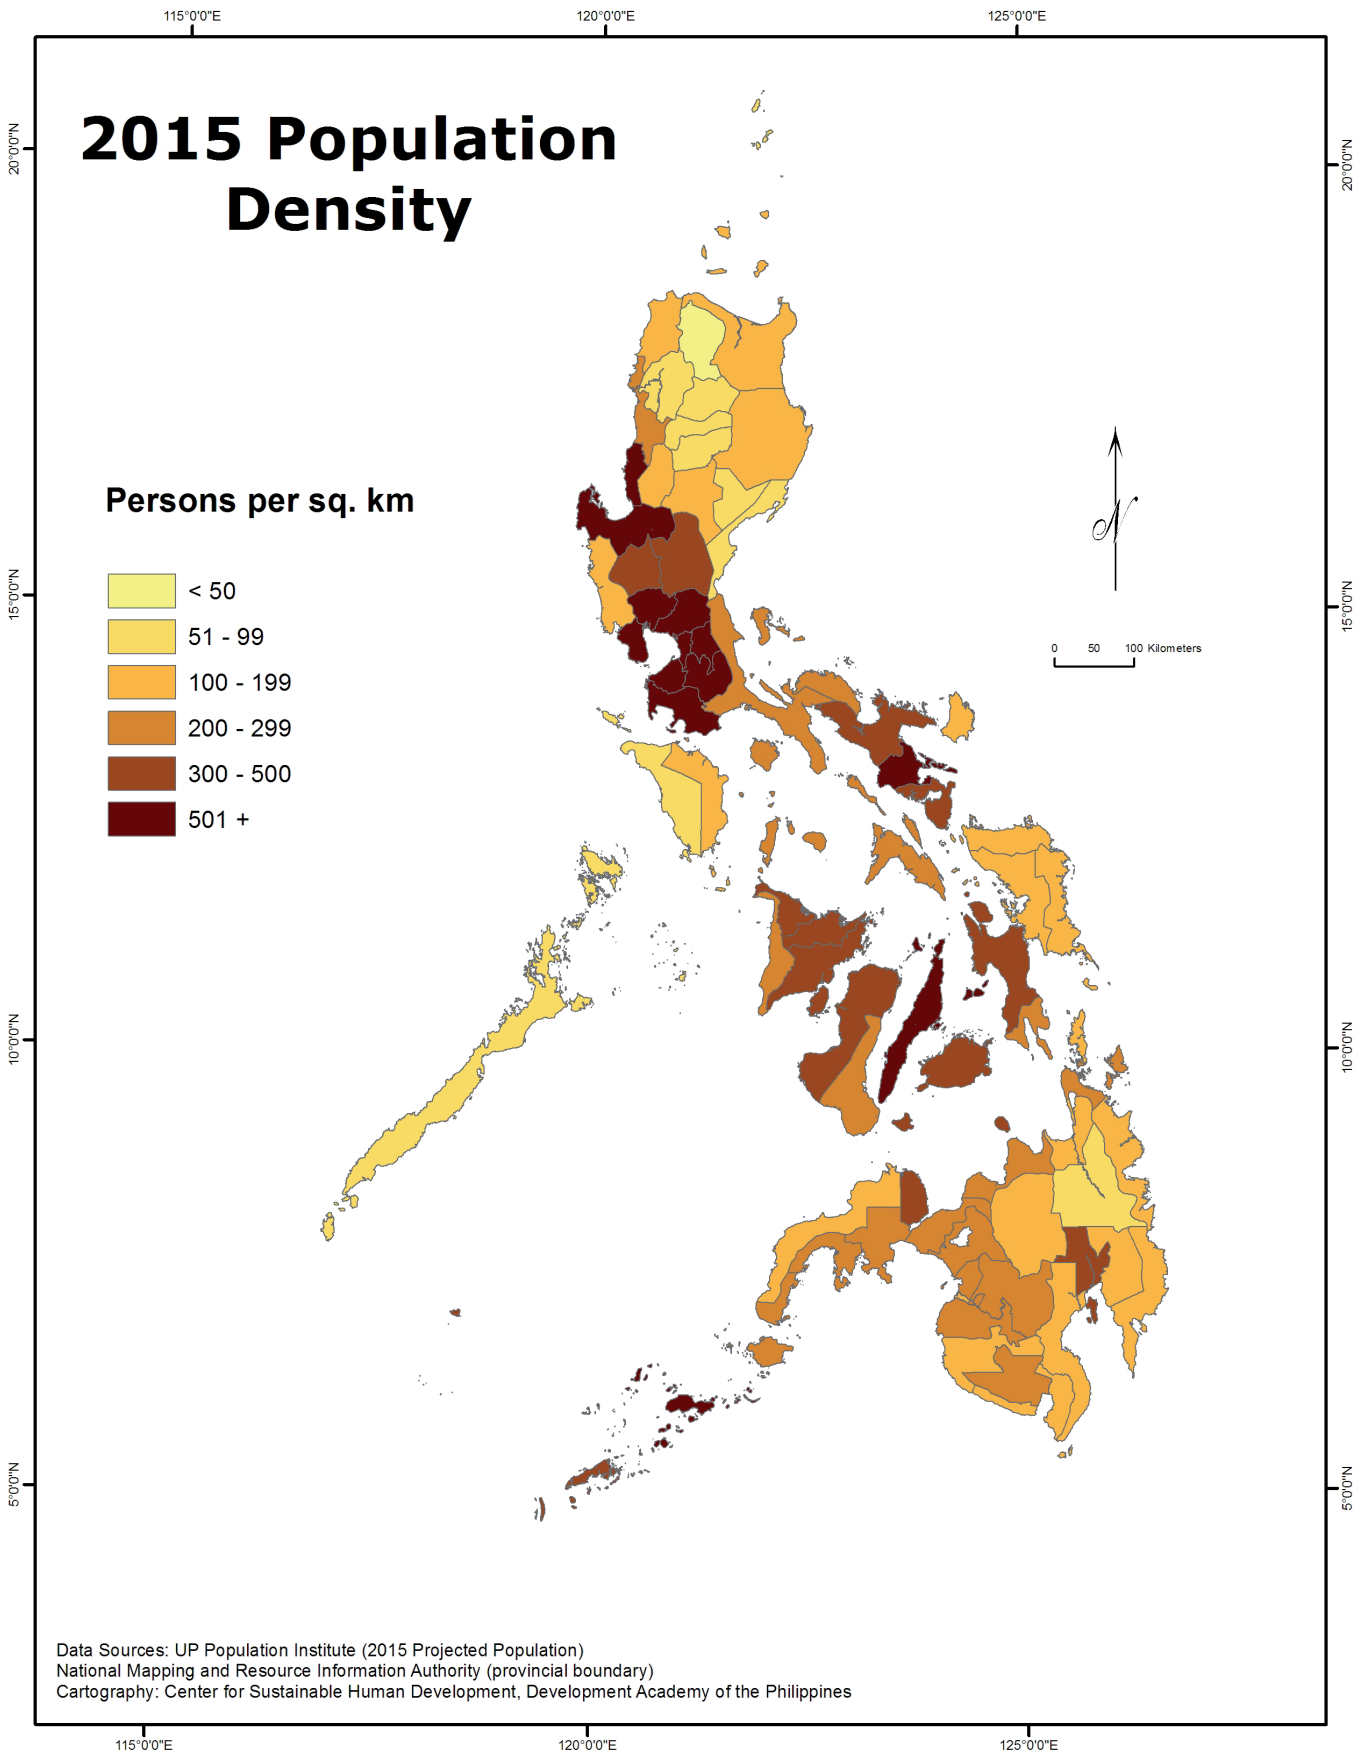 115°0'0"E 120°0'0"E 125°0'0"E
2015 Population
Density
20°0'0"N 20°0'0"N
N
Persons per sq. km
< 50
51 - 99
100 - 199
200 - 299
300 - 500
501 +
15°0'0"N 15°0'0"N
0 50 100 Kilometers
10°0'0"N 10°0'0"N
5°0'0"N 5°0'0"N
Data Sources: UP Population Institute (2015 Projected Population)
National Mapping and Resource Information Authority (provincial boundary)
Cartography: Center for Sustainable Human Development, Development Academy of the Philippines
115°0'0"E 120°0'0"E 125°0'0"E